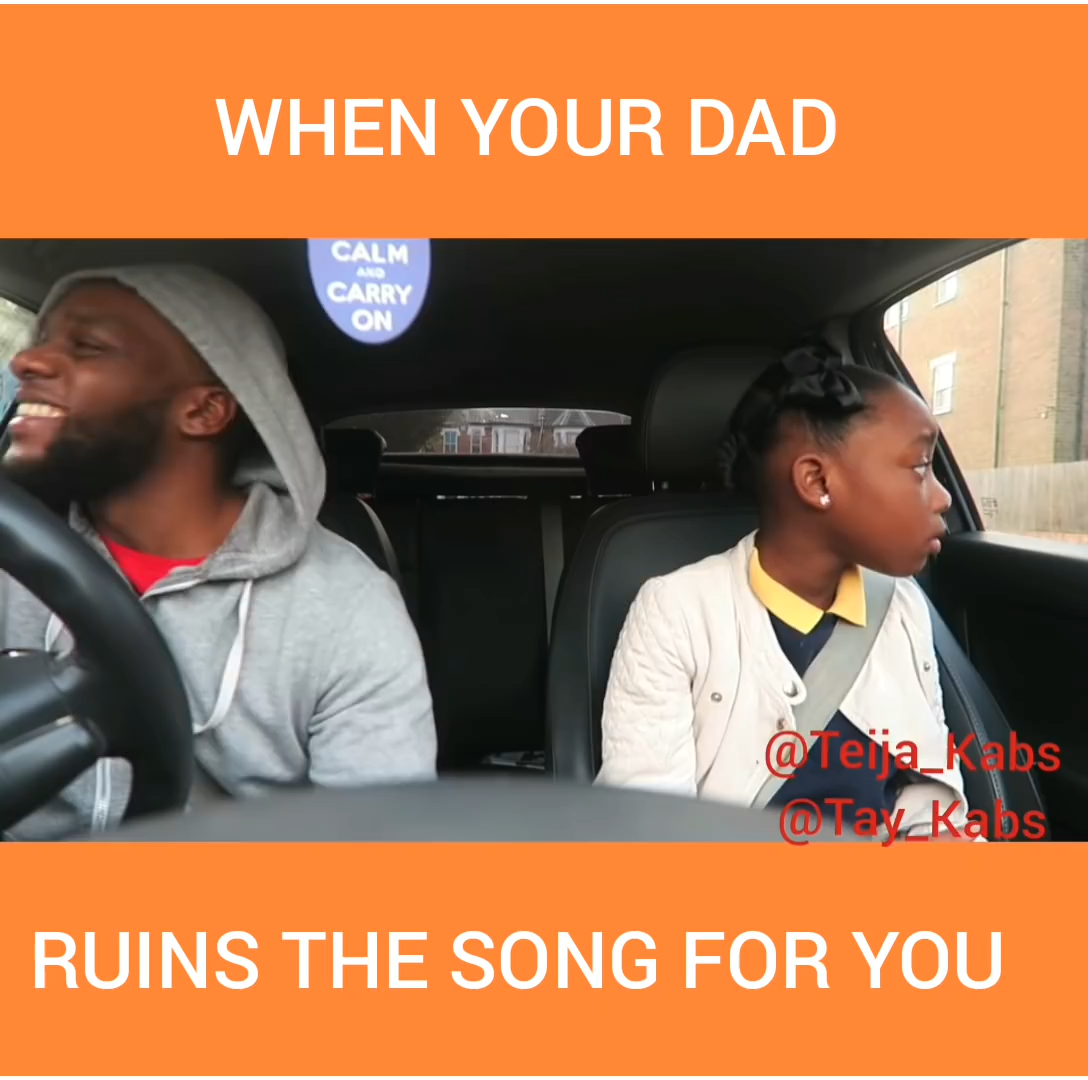 WHEN YOUR DAD
CALM
AND
CARRY
ON
@Teija_Kabs
@Tay_Kabs
RUINS THE SONG FOR YOU